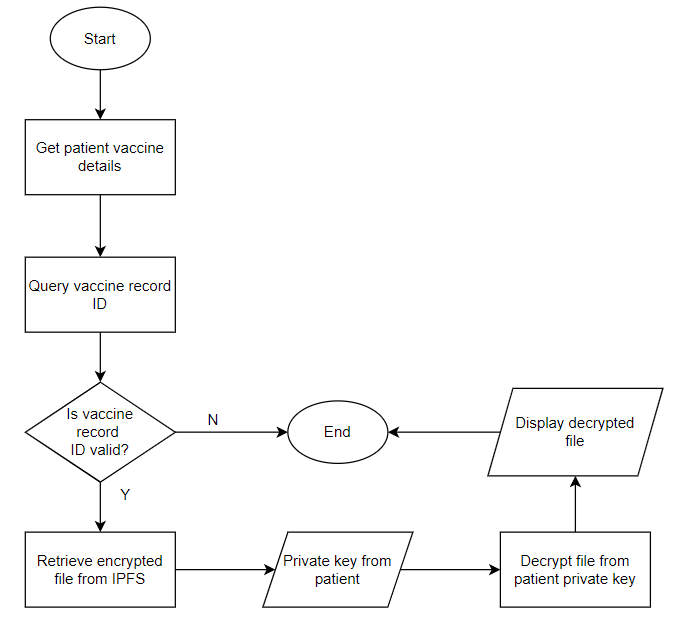 Start
Get patient vaccine
details
Query vaccine record
ID
Is vaccine
record
ID valid?
N
End
Display decrypted
file
Y
Retrieve encrypted
file from IPFS
Private key from
patient
Decrypt file from
patient private key